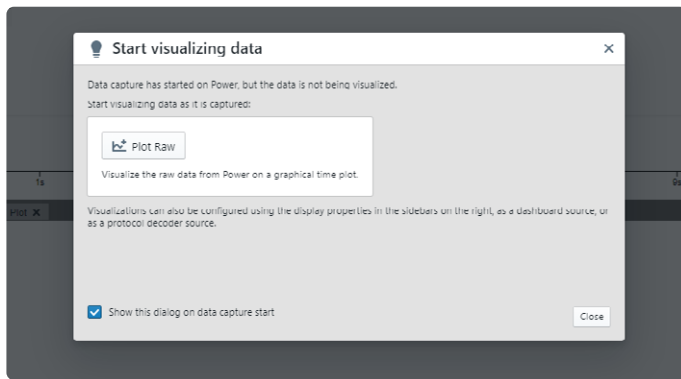 Start visualizing data
Data capture has started on Power, but the data is not being visualized.
Start visualizing data as it is captured:
Plot Raw
Visualize the raw data from Power on a graphical time plot.
1s
9s
Plot X
Visualizations can also be configured using the display properties in the sidebars on the right, as a dashboard source, or
as a protocol decoder source.
Show this dialog on data capture start
Close